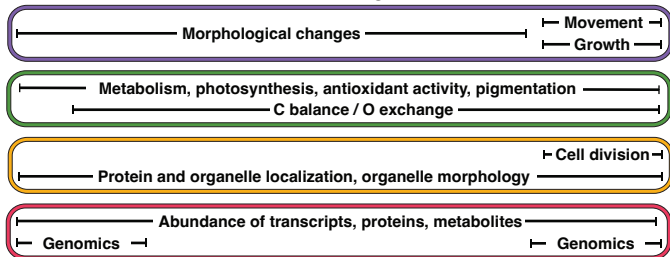 Movement
Morphological changes
Growth
Metabolism, photosynthesis, antioxidant activity, pigmentation
C balance / O exchange
Cell division
Protein and organelle localization, organelle morphology
Abundance of transcripts, proteins, metabolites
Genomics Genomics